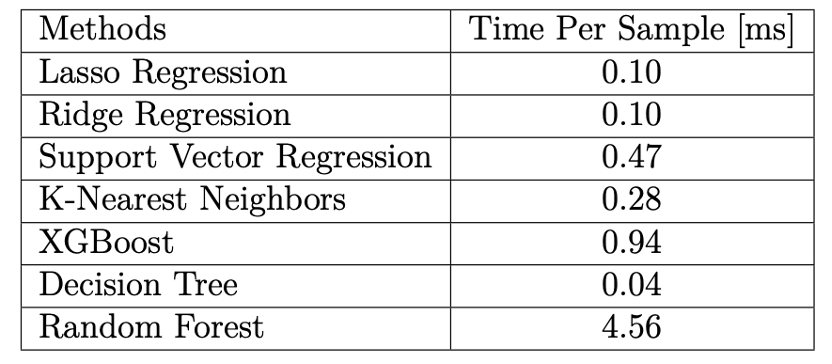 Methods Time Per Sample [ms]
Lasso Regression 0.10
Ridge Regression 0.10
Support Vector Regression 0.47
K-Nearest Neighbors 0.28
XGBoost 0.94
Decision Tree 0.04
Random Forest 4.56